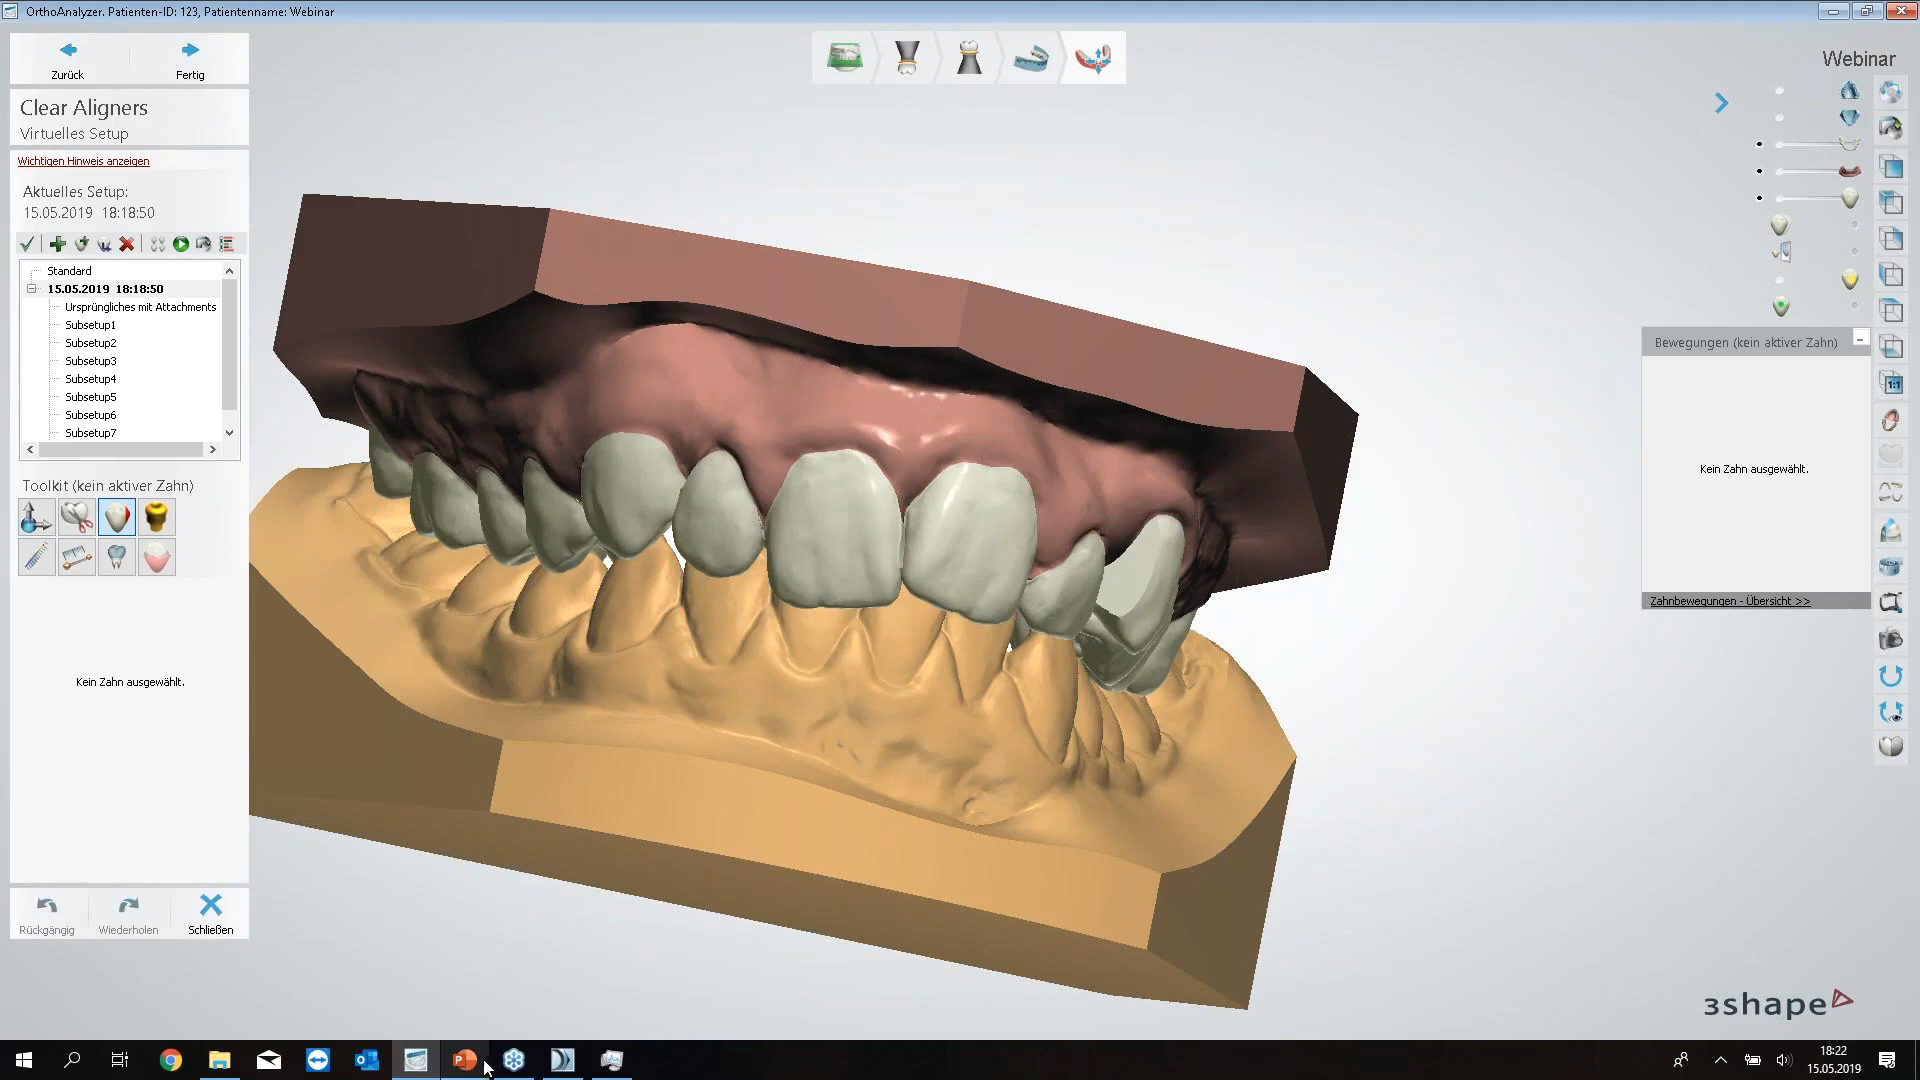 OrthoAnalyzer. Patienten-ID: 123, Patientenname: Webinar
Zurück
Fertig
Clear Aligners
Virtuelles Setup
Wichtigen Hinweis anzeigen
Aktuelles Setup:
15.05.2019 18:18:50
Standard
15.05.2019 18:18:50
Ursprüngliches mit Attachments
Subsetup1
Subsetup2
Subsetup3
Subsetup4
Subsetup5
Subsetup6
Subsetup7
Toolkit (kein aktiver Zahn)
Kein Zahn ausgewählt.
Rückgängig
Wiederholen
Schließen
Webinar
1:1
Bewegungen (kein aktiver Zahn)
Kein Zahn ausgewählt.
Zahnbewegungen - Übersicht >>
3shape
18:22
15.05.2019